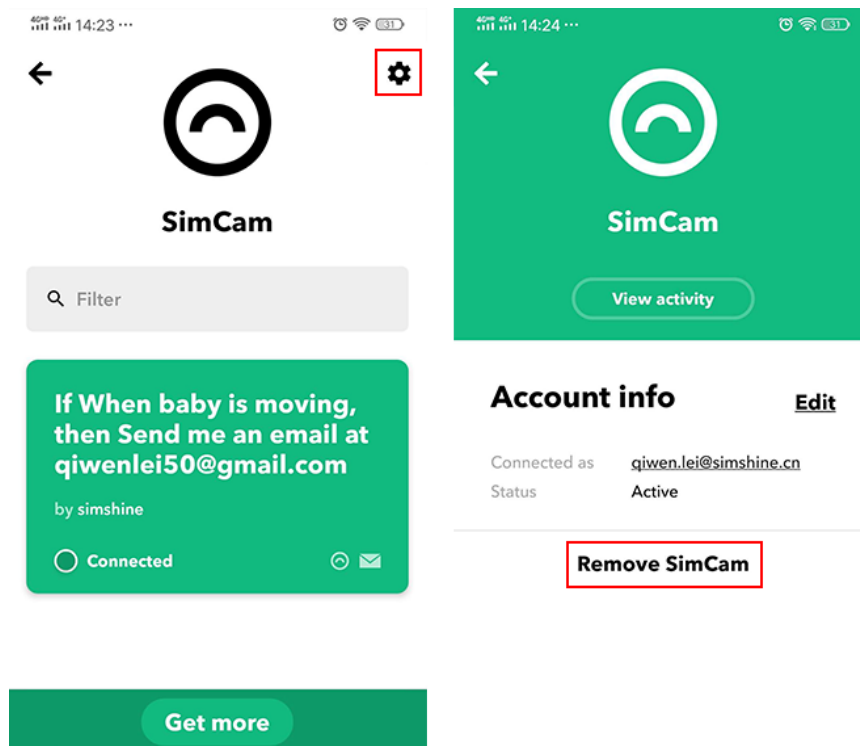 14:23 ...
31
SimCam
Filter
If When baby is moving,
then Send me an email at
qiwenlei50@gmail.com
by simshine
Connected
Get more
14:24 ...
31
SimCam
View activity
Account info
Edit
Connected as qiwen.lei@simshine.cn
Status Active
Remove SimCam